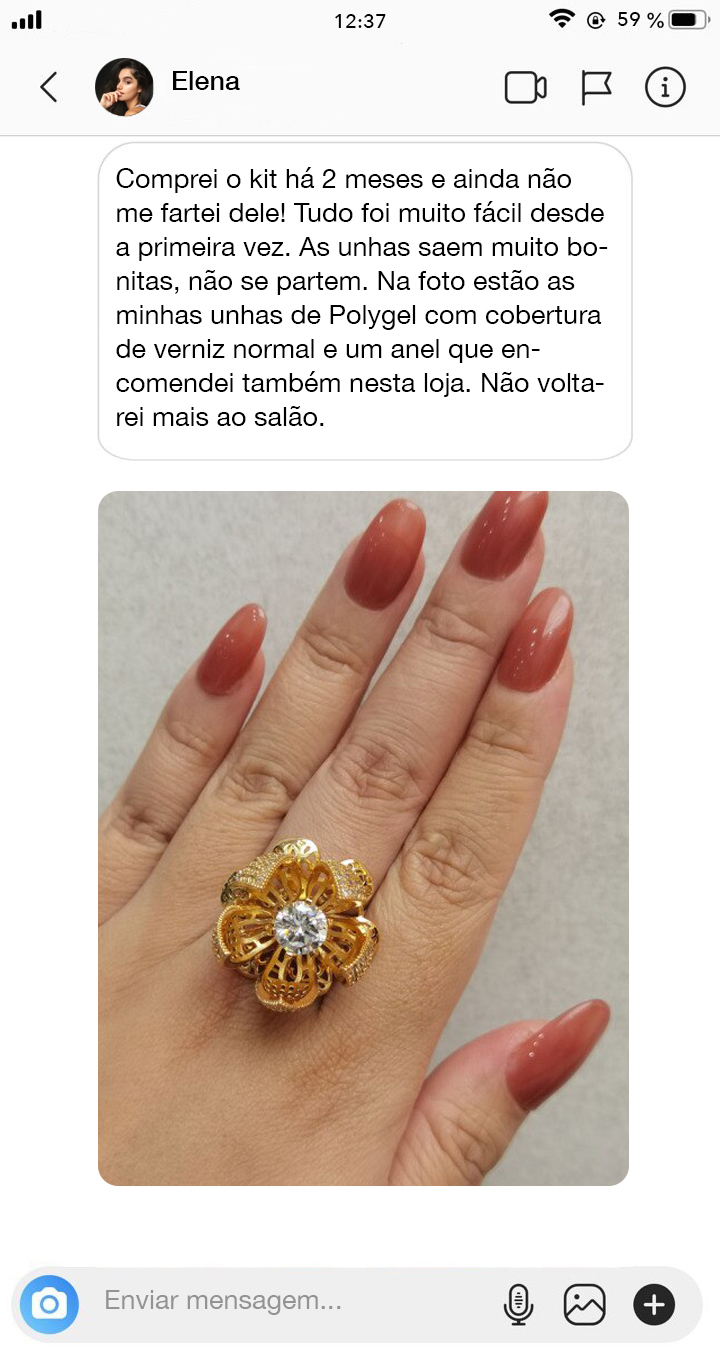 12:37
59 %
Elena
Comprei o kit há 2 meses e ainda não
me fartei dele! Tudo foi muito fácil desde
a primeira vez. As unhas saem muito bo-
nitas, não se partem. Na foto estão as
minhas unhas de Polygel com cobertura
de verniz normal e um anel que en-
comendei também nesta loja. Não volta-
rei mais ao salão.
Enviar mensagem...